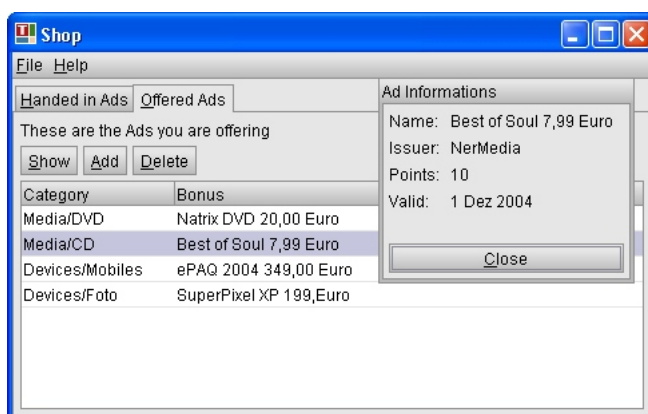 Shop
File Help
Handed in Ads Offered Ads
These are the Ads you are offering
Show Add Delete
Category Bonus
Media/DVD Natrix DVD 20,00 Euro
Media/CD Best of Soul 7,99 Euro
Devices/Mobiles ePAQ 2004 349,00 Euro
Devices/Foto SuperPixel XP 199,Euro
Ad Informations
Name: Best of Soul 7,99 Euro
Issuer: NerMedia
Points: 10
Valid: 1 Dez 2004
Close